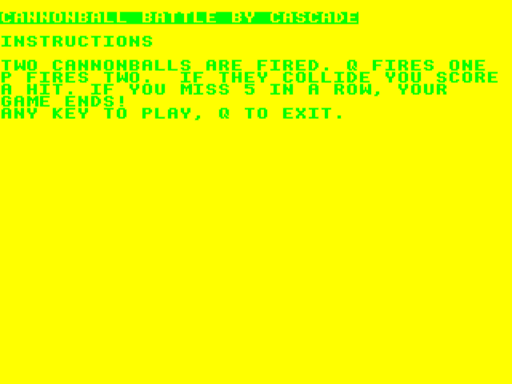 CANNONBALL BATTLE BY CASCADE
INSTRUCTIONS
TWO CANNONBALLS ARE FIRED. Q FIRES ONE
P FIRES TWO.  IF THEY COLLIDE YOU SCORE
A HIT. IF YOU MISS 5 IN A ROW, YOUR
GAME ENDS!
ANY KEY TO PLAY, Q TO EXIT.